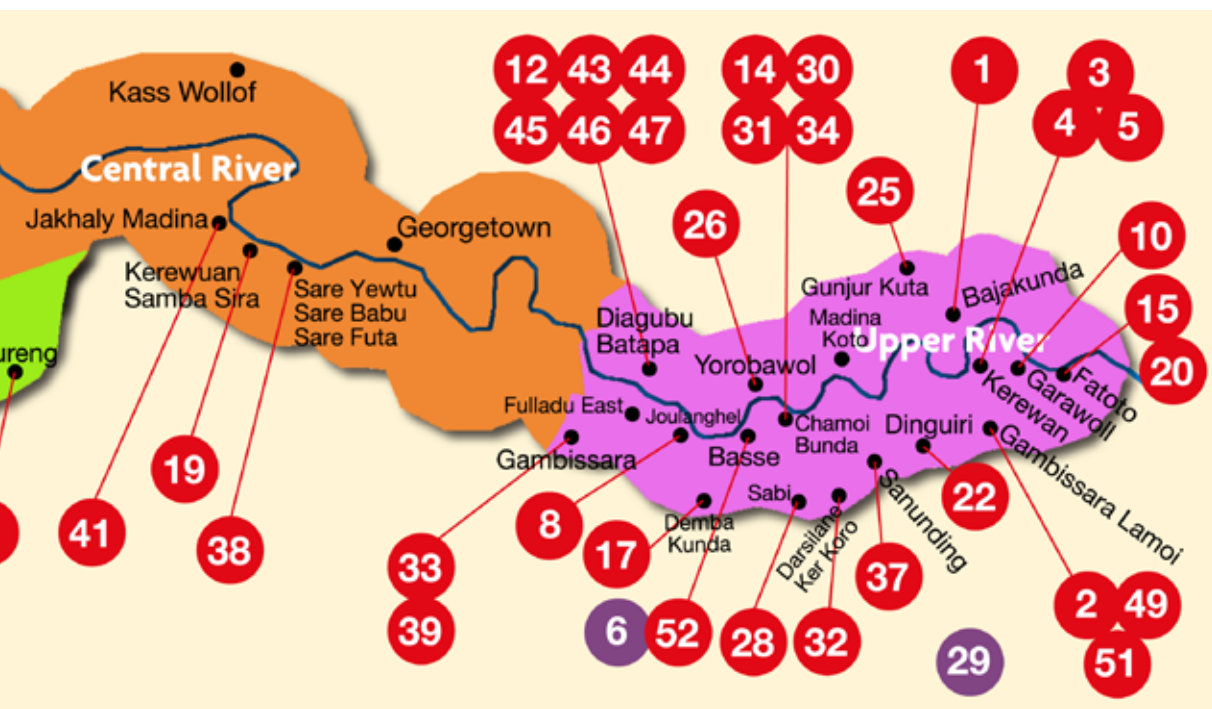 12 43 44
14 30
1
3
Kass Wollof
45 46 47
31 34
4 5
Central River
25
Jakhaly Madina
Georgetown
26
10
Kerewuan
Samba Sira
Sare Yewtu
Sare Babu
Sare Futa
Gunjur Kuta
Bajakunda
Diagubu
Batapa
Madina
Koto
Upper River
15
ureng
Yorobawol
20
Fulladu East
Joulanghel
Chamoi
Bunda
Dinguiri
Kerewan
Garawoll
Fatoto
Gambissara
Basse
Gambissara Lamoi
19
Sabi
Sanunding
22
41
38
8
Demba
Kunda
Darsilane
Ker Koro
17
33
37
39
6
52
28
32
2 49
29
51